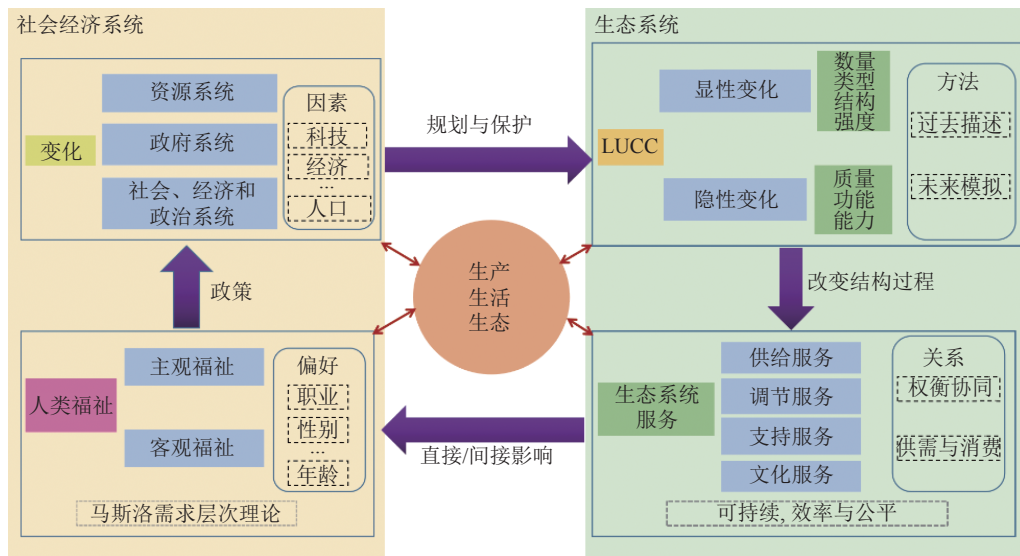 社会经济系统
变化
资源系统
政府系统
社会、经济和
政治系统
因素
科技
经济
...
人口
规划与保护
生态系统
LUCC
显性变化
数量
类型
结构
强度
隐性变化
质量
功能
能力
方法
过去描述
未来模拟
生产
生活
生态
政策
改变结构过程
人类福祉
主观福祉
客观福祉
偏好
职业
性别
...
年龄
马斯洛需求层次理论
直接/间接影响
生态系统
服务
供给服务
调节服务
支持服务
文化服务
关系
权衡协同
供需与消费
可持续, 效率与公平